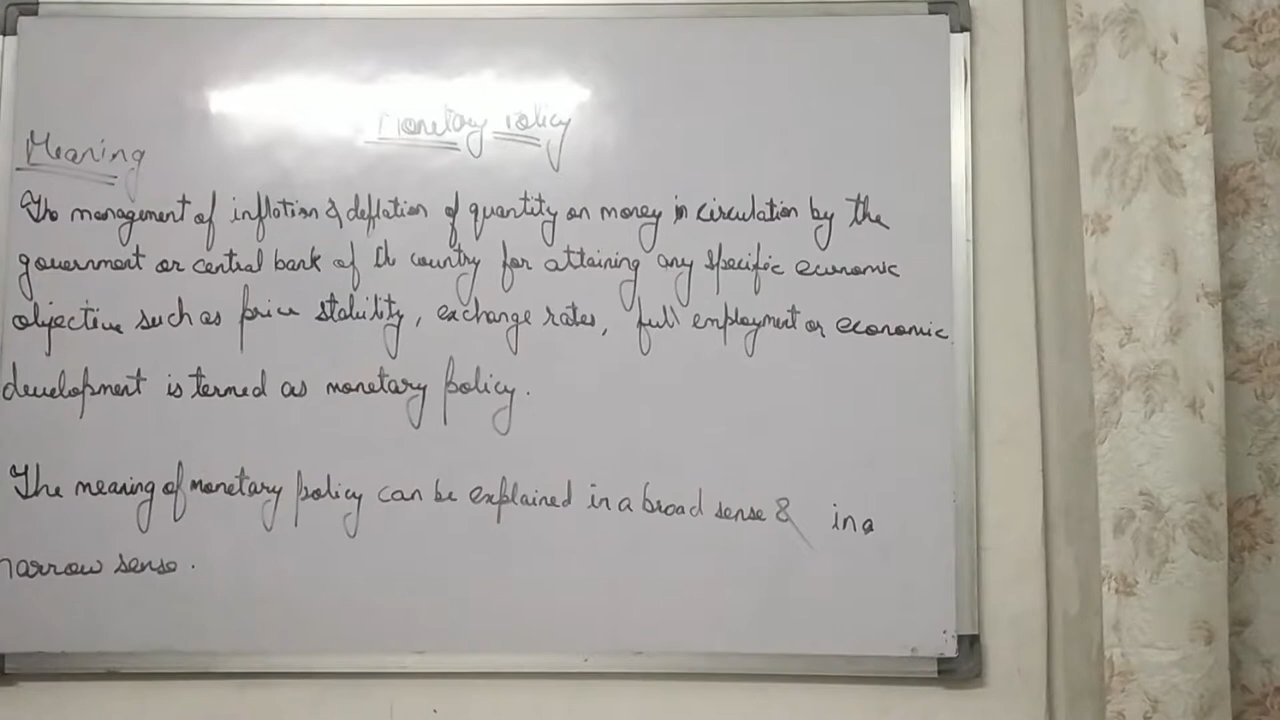 Monetary Policy
Meaning
The management of inflation & deflation of quantity on money in circulation by the
government or central bank of the country for attaining any specific economic
objective such as price stability, exchange rates, full employment or economic
development is termed as monetary policy.
The meaning of monetary policy can be explained in a broad sense & in a
narrow sense.